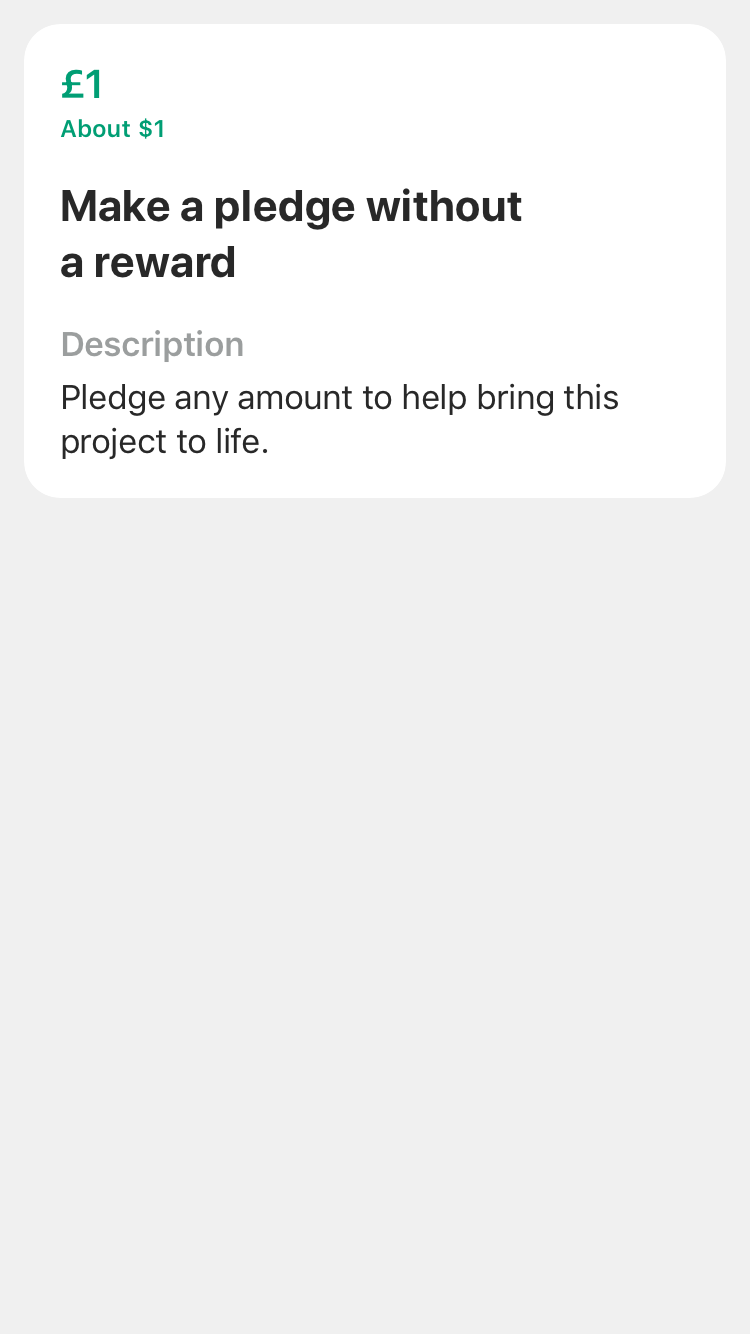 £1
About $1
Make a pledge without
a reward
Description
Pledge any amount to help bring this
project to life.